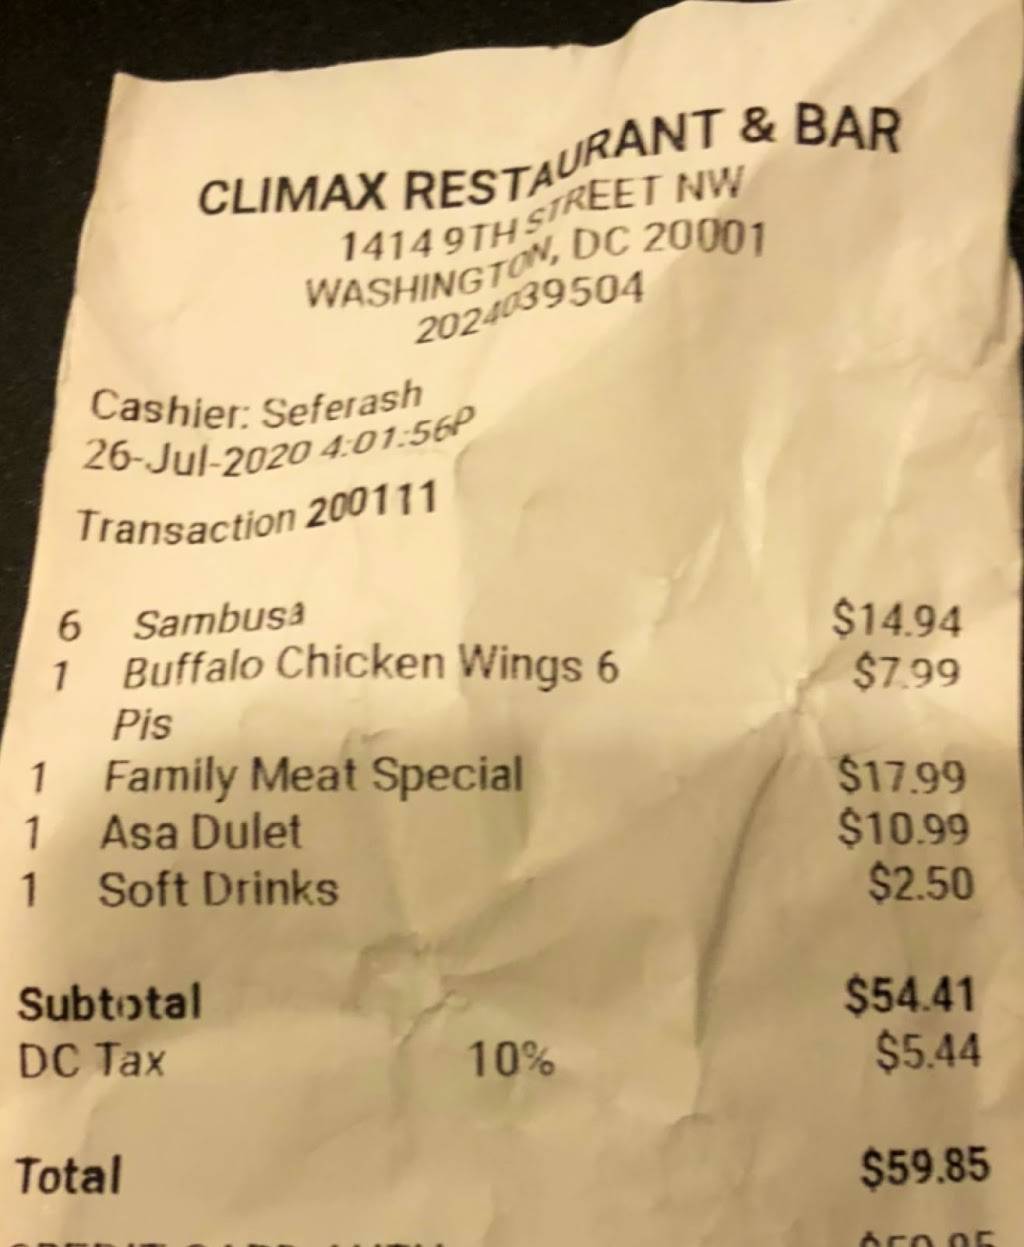 CLIMAX RESTAURANT & BAR
1414 9TH STREET NW
WASHINGTON, DC 20001
2024039504
Cashier: Seferash
26-Jul-2020 4:01:56P
Transaction 200111
6 Sambusa $14.94
1 Buffalo Chicken Wings 6 $7.99
Pis
1 Family Meat Special $17.99
1 Asa Dulet $10.99
1 Soft Drinks $2.50
Subtotal $54.41
DC Tax 10% $5.44
Total $59.85